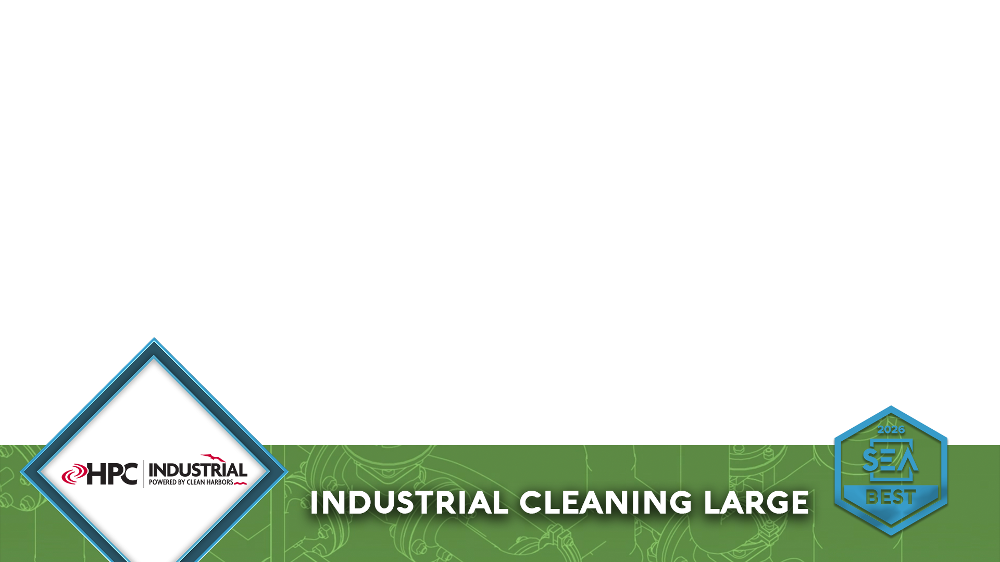 HPC INDUSTRIAL
POWERED BY CLEAN HARBORS
INDUSTRIAL CLEANING LARGE
2026
SEA
BEST